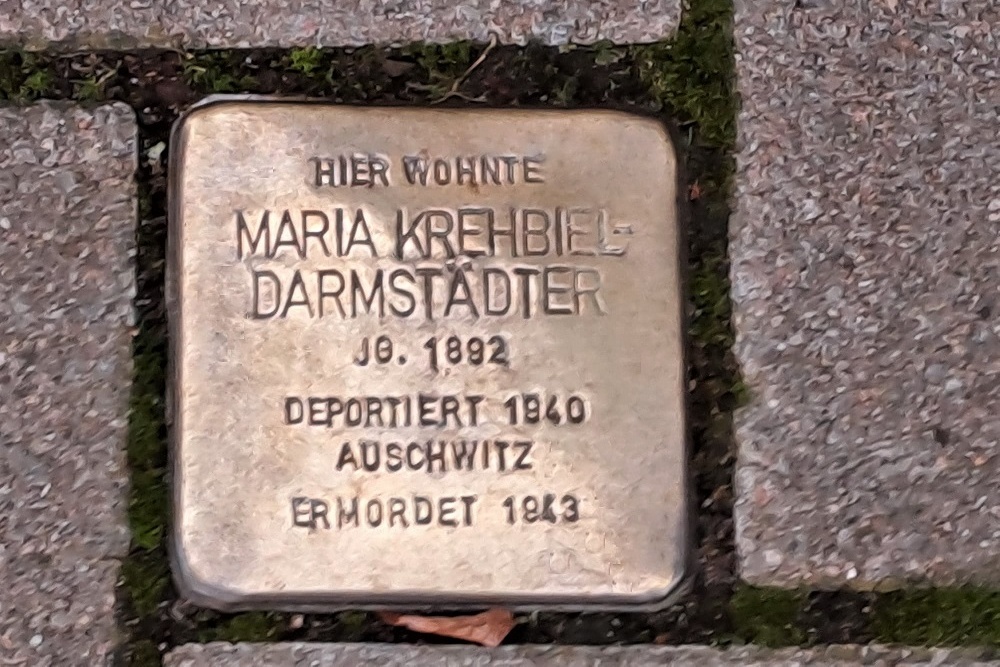 HIER WOHNTE
MARIA KREHBIEL-
DARMSTÄDTER
JG. 1892
DEPORTIERT 1940
AUSCHWITZ
ERMORDET 1943